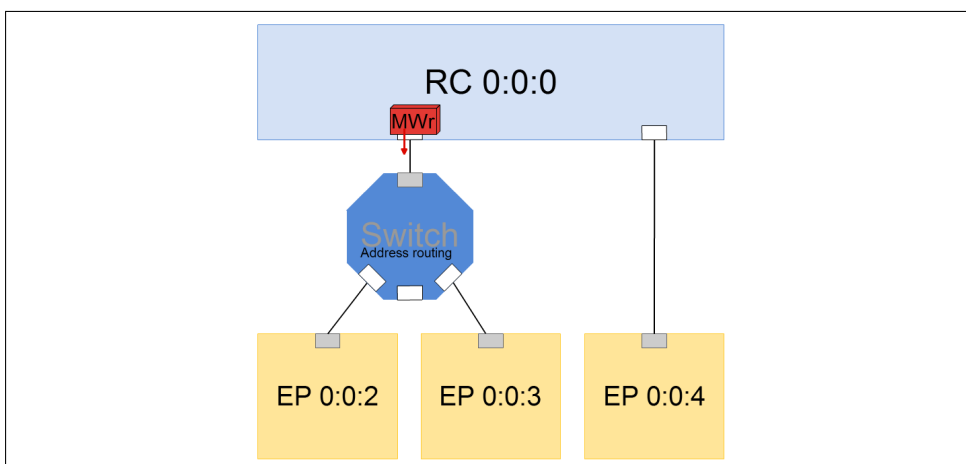 RC 0:0:0
MWr
Switch
Address routing
EP 0:0:2
EP 0:0:3
EP 0:0:4